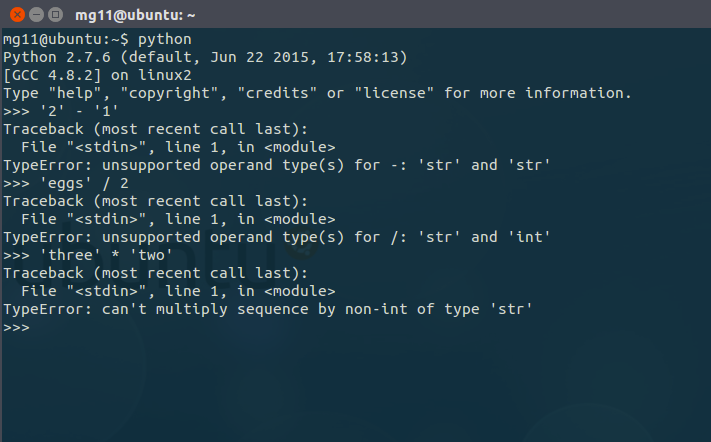 mg11@ubuntu: ~
mg11@ubuntu:~$ python
Python 2.7.6 (default, Jun 22 2015, 17:58:13)
[GCC 4.8.2] on linux2
Type "help", "copyright", "credits" or "license" for more information.
>>> '2' - '1'
Traceback (most recent call last):
  File "<stdin>", line 1, in <module>
TypeError: unsupported operand type(s) for -: 'str' and 'str'
>>> 'eggs' / 2
Traceback (most recent call last):
  File "<stdin>", line 1, in <module>
TypeError: unsupported operand type(s) for /: 'str' and 'int'
>>> 'three' * 'two'
Traceback (most recent call last):
  File "<stdin>", line 1, in <module>
TypeError: can't multiply sequence by non-int of type 'str'
>>>